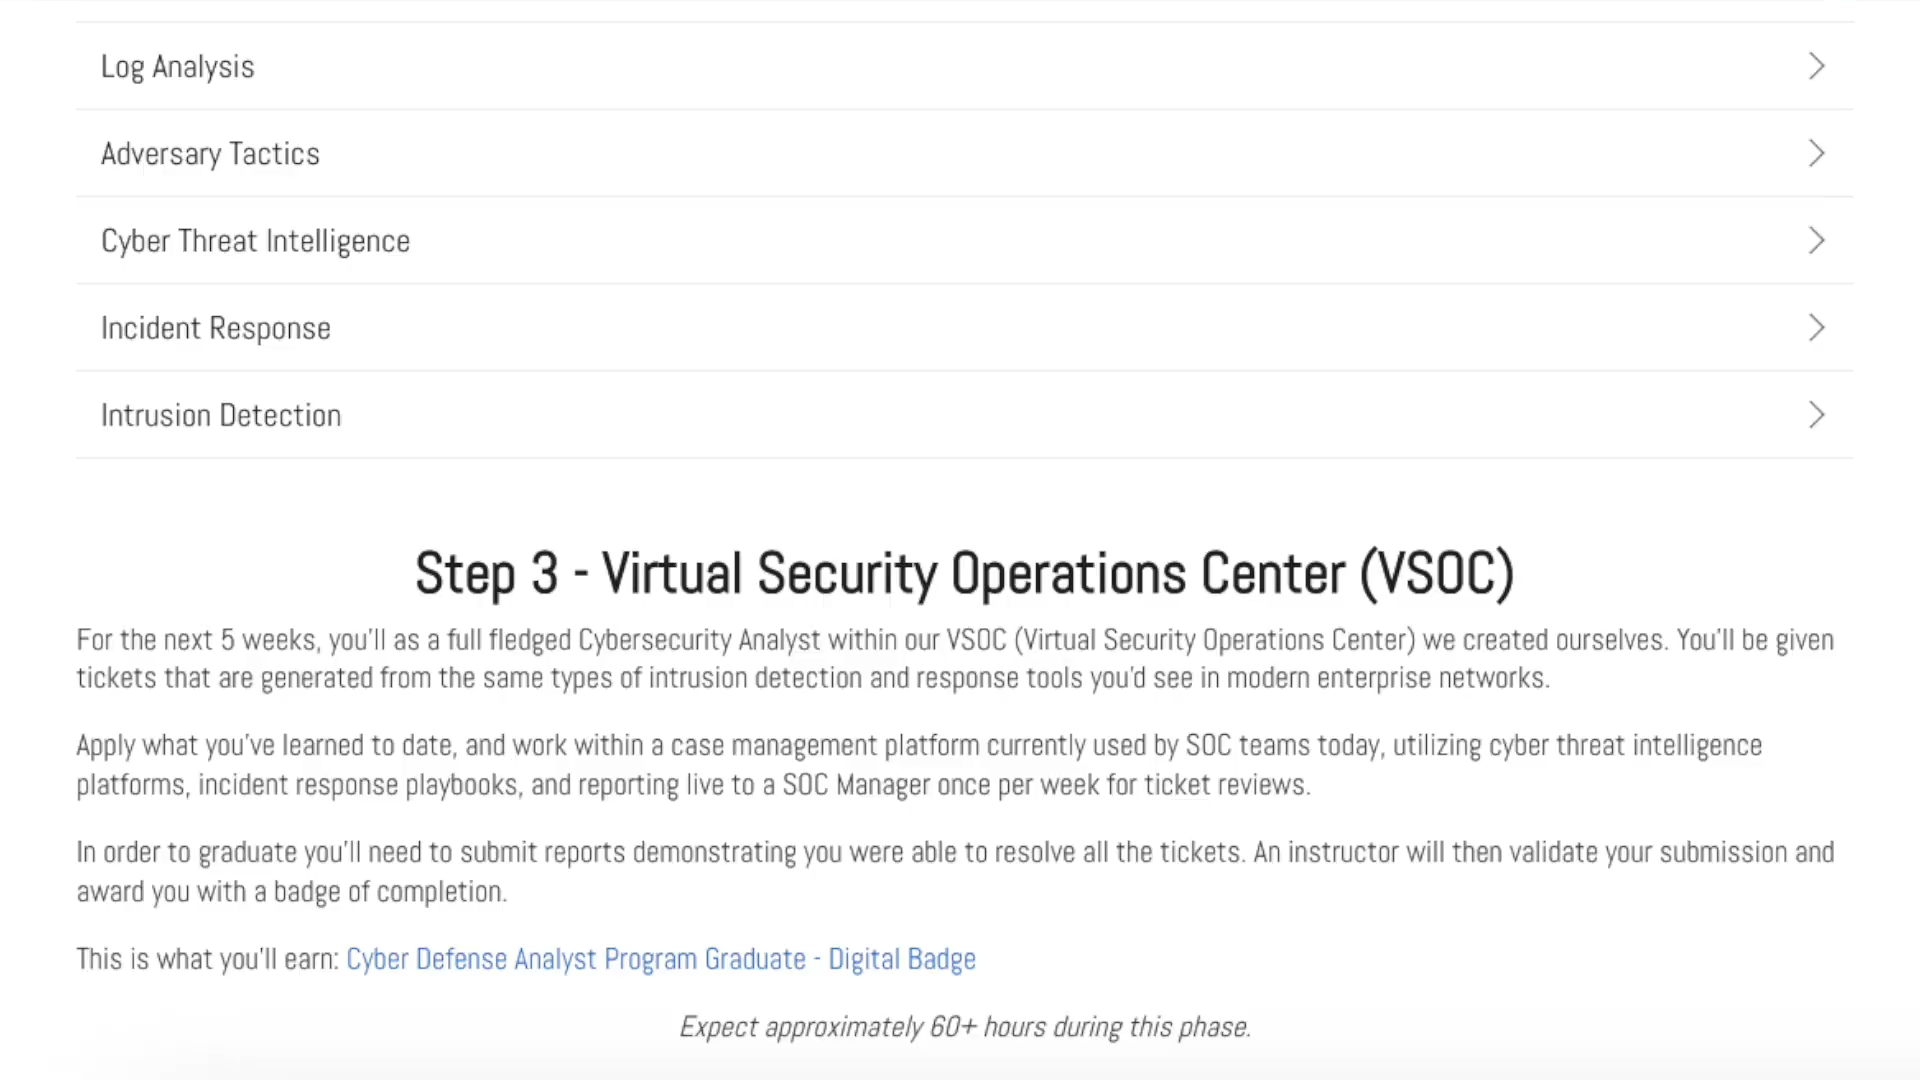 Log Analysis
Adversary Tactics
Cyber Threat Intelligence
Incident Response
Intrusion Detection
Step 3 - Virtual Security Operations Center (VSOC)
For the next 5 weeks, you'll as a full fledged Cybersecurity Analyst within our VSOC (Virtual Security Operations Center) we created ourselves. You'll be given
tickets that are generated from the same types of intrusion detection and response tools you'd see in modern enterprise networks.
Apply what you've learned to date, and work within a case management platform currently used by SOC teams today, utilizing cyber threat intelligence
platforms, incident response playbooks, and reporting live to a SOC Manager once per week for ticket reviews.
In order to graduate you'll need to submit reports demonstrating you were able to resolve all the tickets. An instructor will then validate your submission and
award you with a badge of completion.
This is what you'll earn: Cyber Defense Analyst Program Graduate - Digital Badge
Expect approximately 60+ hours during this phase.